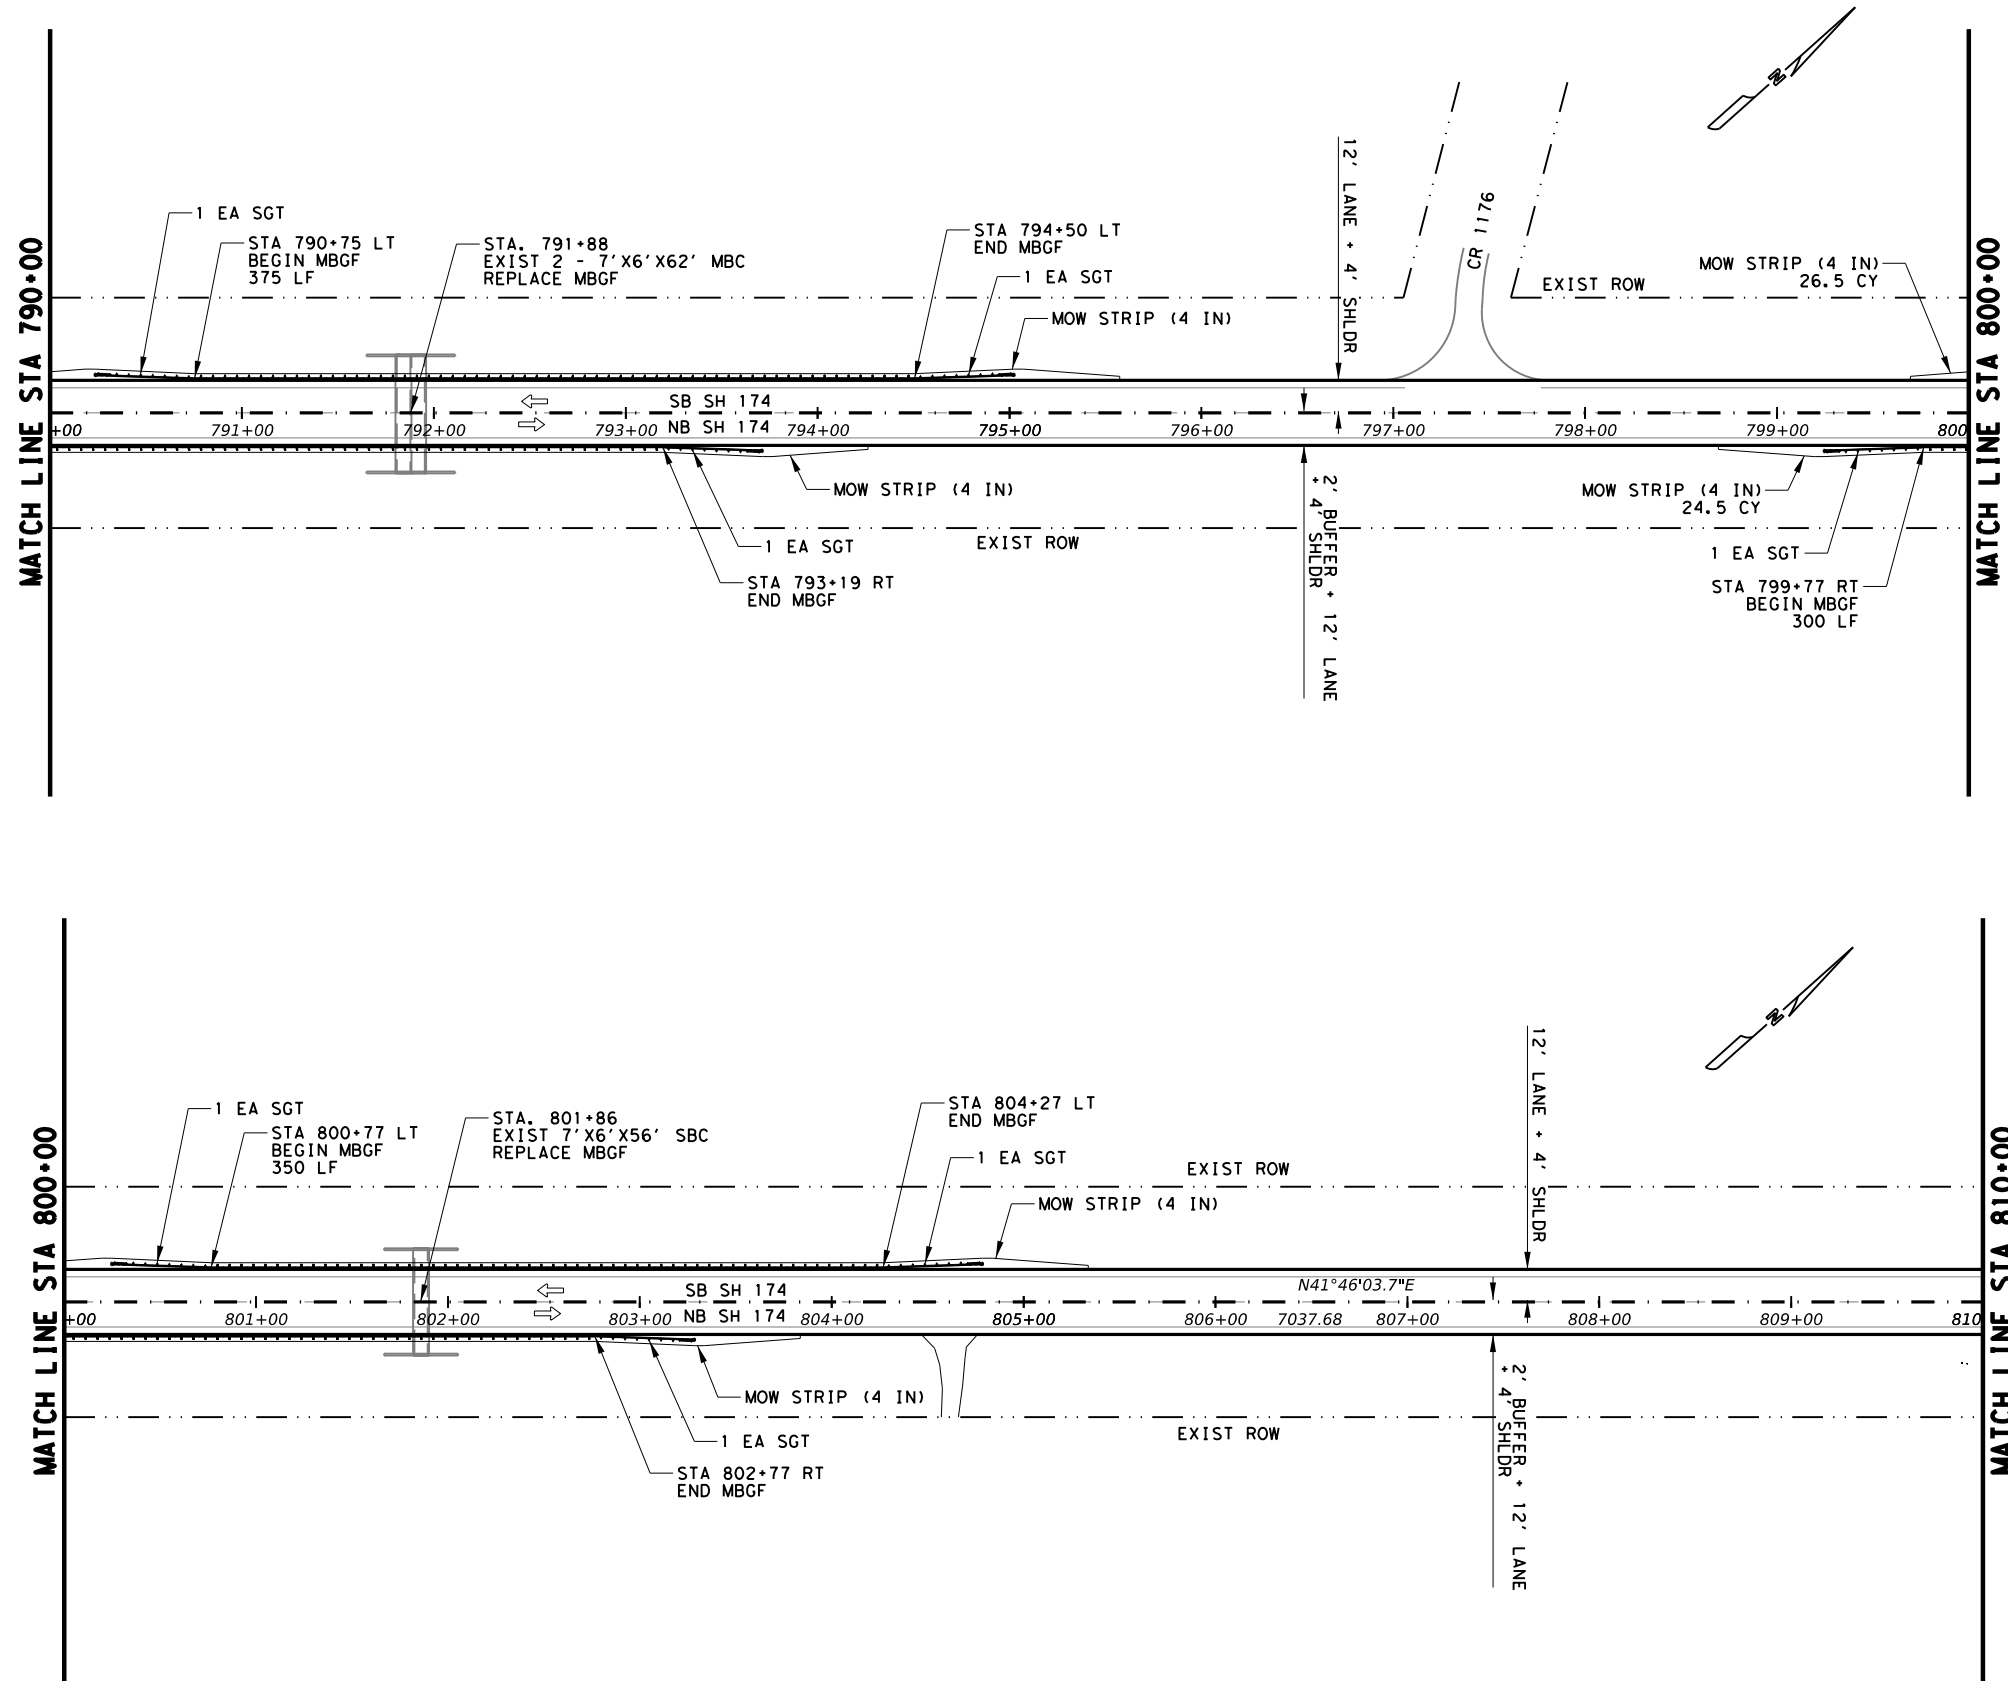 MATCH LINE STA 790+00
1 EA SGT
STA 790+75 LT
BEGIN MBGF
375 LF
STA. 791+88
EXIST 2 - 7'X6'X62' MBC
REPLACE MBGF
STA 794+50 LT
END MBGF
1 EA SGT
MOW STRIP (4 IN)
12' LANE + 4' SHLDR
CR 1176
EXIST ROW
MOW STRIP (4 IN)
26.5 CY
N
MATCH LINE STA 800+00
SB SH 174
NB SH 174
+00
791+00
792+00
793+00
794+00
795+00
796+00
797+00
798+00
799+00
800
MOW STRIP (4 IN)
1 EA SGT
STA 793+19 RT
END MBGF
EXIST ROW
2' BUFFER + 12' LANE
+ 4' SHLDR
MOW STRIP (4 IN)
24.5 CY
1 EA SGT
STA 799+77 RT
BEGIN MBGF
300 LF
MATCH LINE STA 800+00
1 EA SGT
STA 800+77 LT
BEGIN MBGF
350 LF
STA. 801+86
EXIST 7'X6'X56' SBC
REPLACE MBGF
STA 804+27 LT
END MBGF
1 EA SGT
MOW STRIP (4 IN)
EXIST ROW
12' LANE + 4' SHLDR
N
MATCH LINE STA 810+00
SB SH 174
NB SH 174
N41°46'03.7"E
+00
801+00
802+00
803+00
804+00
805+00
806+00
7037.68
807+00
808+00
809+00
810
MOW STRIP (4 IN)
1 EA SGT
STA 802+77 RT
END MBGF
EXIST ROW
2' BUFFER + 12' LANE
+ 4' SHLDR